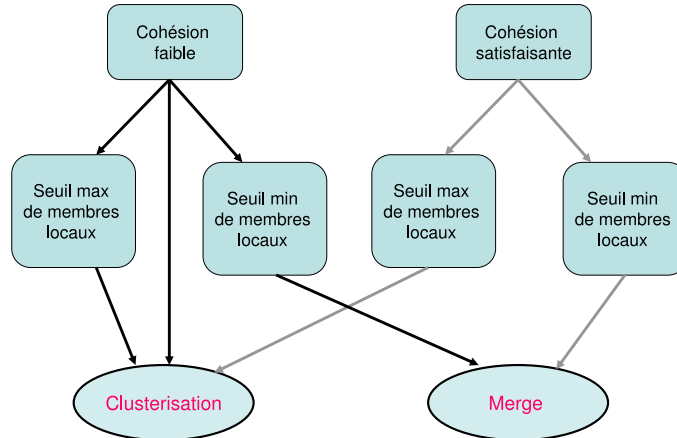 Cohésion
faible
Cohésion
satisfaisante
Seuil max
de membres
locaux
Seuil min
de membres
locaux
Seuil max
de membres
locaux
Seuil min
de membres
locaux
Clusterisation
Merge